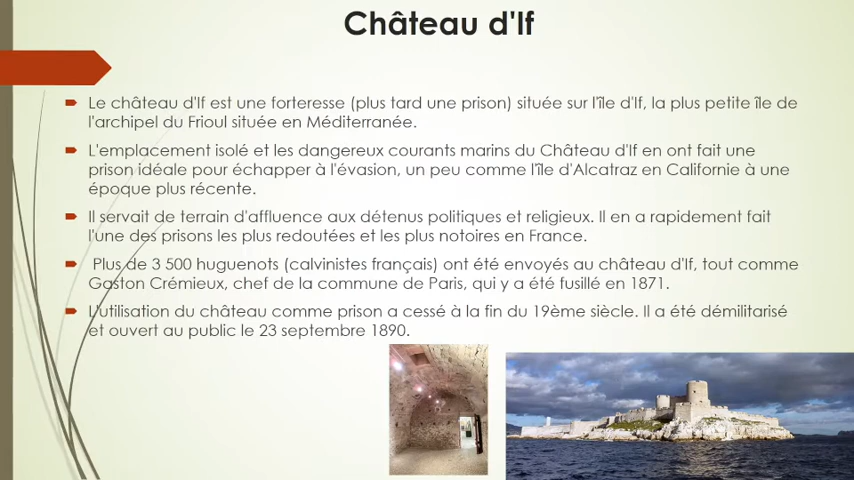 Château d'If
Le château d'If est une forteresse (plus tard une prison) située sur l'île d'If, la plus petite île de
l'archipel du Frioul située en Méditerranée.
L'emplacement isolé et les dangereux courants marins du Château d'If en ont fait une
prison idéale pour échapper à l'évasion, un peu comme l'île d'Alcatraz en Californie à une
époque plus récente.
Il servait de terrain d'affluence aux détenus politiques et religieux. Il en a rapidement fait
l'une des prisons les plus redoutées et les plus notoires en France.
Plus de 3 500 huguenots (calvinistes français) ont été envoyés au château d'If, tout comme
Gaston Crémieux, chef de la commune de Paris, qui y a été fusillé en 1871.
L'utilisation du château comme prison a cessé à la fin du 19ème siècle. Il a été démilitarisé
et ouvert au public le 23 septembre 1890.